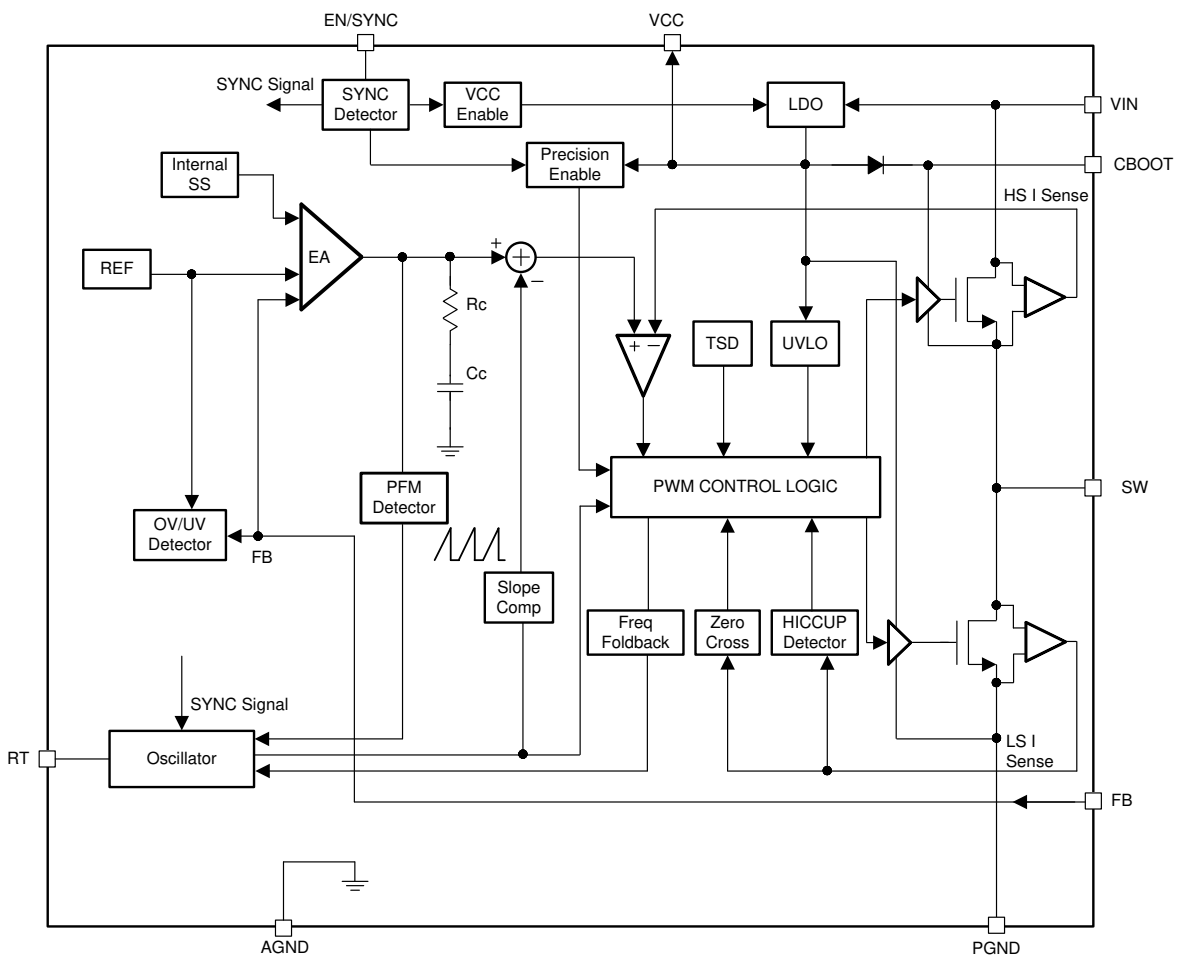 EN/SYNC
VCC
SYNC Signal
SYNC
Detector
VCC
Enable
LDO
VIN
Internal
SS
Precision
Enable
CBOOT
HS I Sense
REF
EA
+
+
−
Rc
+ −
TSD
UVLO
Cc
PFM
Detector
PWM CONTROL LOGIC
SW
OV/UV
Detector
FB
Slope
Comp
Freq
Foldback
Zero
Cross
HICCUP
Detector
SYNC Signal
RT
Oscillator
LS I
Sense
FB
AGND
PGND